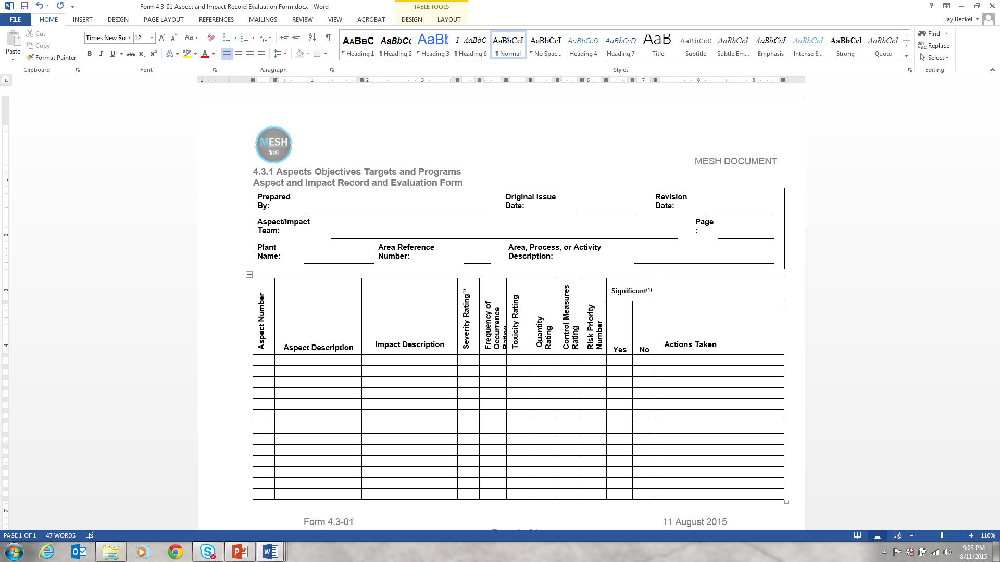 Form 4.3-01 Aspect and Impact Record Evaluation Form.docx - Word
TABLE TOOLS
?
FILE HOME INSERT DESIGN PAGE LAYOUT REFERENCES MAILINGS REVIEW VIEW ACROBAT DESIGN LAYOUT
Jay Beckel
Paste
Cut
Copy
Format Painter
Clipboard
Times New Ro 12
Aa
B I U abc x₂ x²
Font
Paragraph
AABBC AaBbCc AaBb 1 AaBbC AaBbCcI AaBbCcI AaBbCcD AaBbCcD AaBl AaBbCcD AaBbCcL AaBbCcL AaBbCcL AaBbCcl AaBbCcL
¶ Heading 1 ¶ Heading 2 ¶ Heading 3 ¶ Heading 6 ¶ Normal ¶ No Spac... Heading 4 Heading 7 Title Subtitle Subtle Em... Emphasis Intense E... Strong Quote
Styles
Find
Replace
Select
Editing
1 1 2 3 6 7 8 9
MESH
ERI
MESH DOCUMENT
4.3.1 Aspects Objectives Targets and Programs
Aspect and Impact Record and Evaluation Form
Prepared
By:
Original Issue
Date:
Revision
Date:
Aspect/Impact
Team:
Page
:
Plant
Name:
Area Reference
Number:
Area, Process, or Activity
Description:
Aspect Number
Aspect Description
Impact Description
Severity Rating(1)
Frequency of
Occurrence
Rating
Toxicity Rating
Quantity
Rating
Control Measures
Rating
Risk Priority
Number
Significant(1)
Yes
No
Actions Taken
1
2
3
4
7
Form 4.3-01
11 August 2015
PAGE 1 OF 1 47 WORDS
110%
9:03 PM
8/11/2015